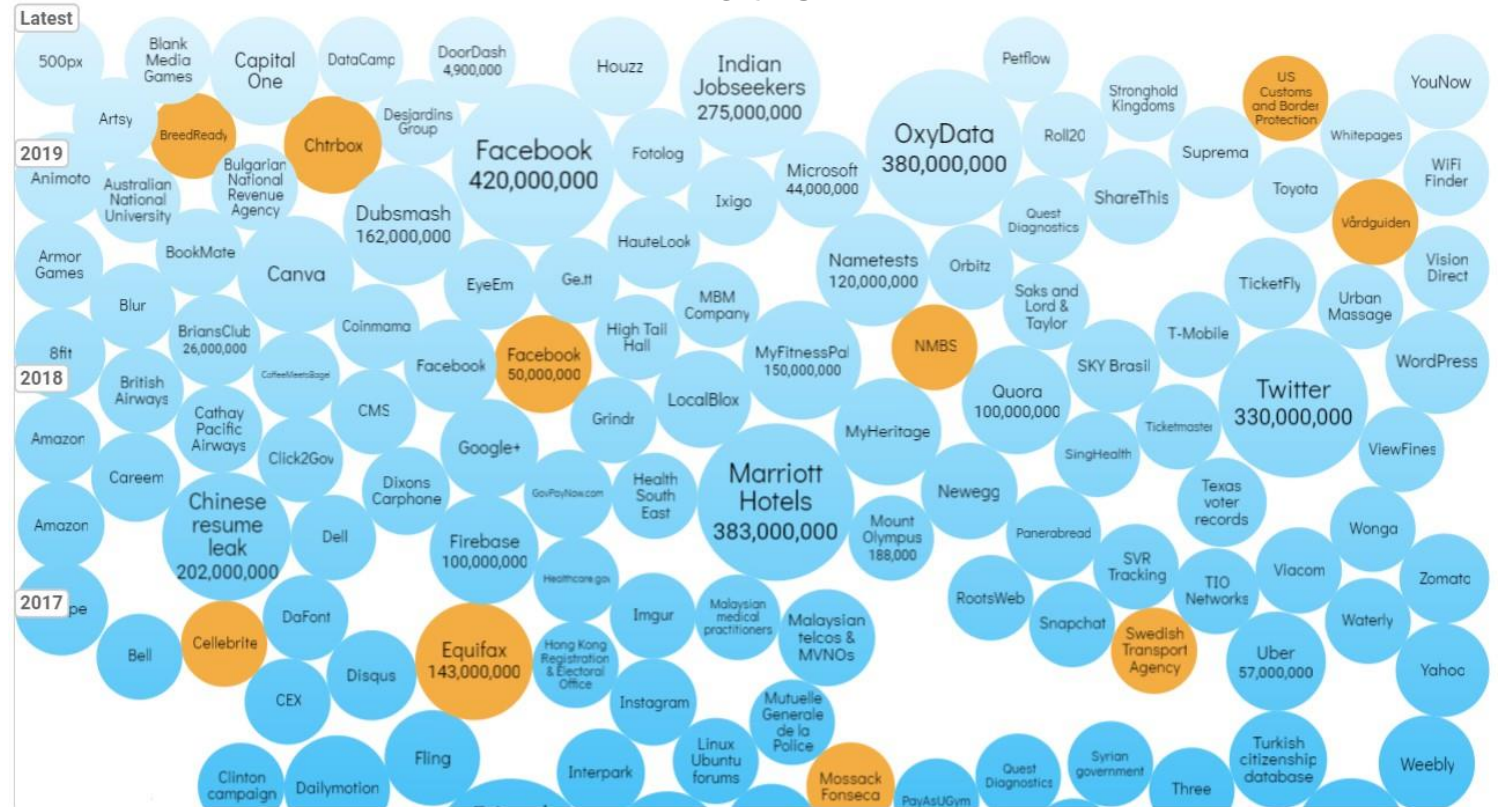 Latest
500px
Blank
Media
Games
Capital
One
DataCamp
DoorDash
4,900,000
Houzz
Indian
Jobseekers
275,000,000
Petflow
Stronghold
Kingdoms
US
Customs
and Border
Protection
YouNow
Artsy
BreedReady
Chtrbox
Desjardins
Group
Facebook
420,000,000
Fotolog
Microsoft
44,000,000
OxyData
380,000,000
Roll20
Suprema
Whitepages
2019
Animoto
Australian
National
University
Bulgarian
National
Revenue
Agency
Dubsmash
162,000,000
Ixigo
Quest
Diagnostics
ShareThis
Toyota
WiFi
Finder
Vårdguiden
Armor
Games
BookMate
Canva
EyeEm
Ge.tt
HauteLook
Nametests
120,000,000
Orbitz
TicketFly
Vision
Direct
Blur
BriansClub
26,000,000
Coinmama
High Tail
Hall
MBM
Company
Saks and
Lord &
Taylor
T-Mobile
Urban
Massage
8fit
CoffeeMeetsBagel
Facebook
Facebook
50,000,000
MyFitnessPal
150,000,000
NMBS
SKY Brasil
WordPress
2018
British
Airways
Cathay
Pacific
Airways
CMS
Grindr
LocalBlox
Quora
100,000,000
Twitter
330,000,000
Amazon
Click2Gov
Google+
MyHeritage
SingHealth
Ticketmaster
ViewFines
Careem
Chinese
resume
leak
202,000,000
Dixons
Carphone
GovPayNow.com
Health
South
East
Marriott
Hotels
383,000,000
Newegg
Texas
voter
records
Amazon
Dell
Firebase
100,000,000
Mount
Olympus
188,000
Panerabread
Wonga
Healthcare.gov
SVR
Tracking
TIO
Networks
Viacom
Zomato
2017
pe
DaFont
Imgur
Malaysian
medical
practitioners
Malaysian
telcos &
MVNOs
RootsWeb
Snapchat
Waterly
Bell
Cellebrite
Disqus
Equifax
143,000,000
Hong Kong
Registration
& Electoral
Office
Swedish
Transport
Agency
Uber
57,000,000
Yahoo
CEX
Instagram
Mutuelle
Generale
de la
Police
Clinton
campaign
Dailymotion
Fling
Interpark
Linux
Ubuntu
forums
Mossack
Fonseca
PayAsUGym
Quest
Diagnostics
Syrian
government
Three
Turkish
citizenship
database
Weebly